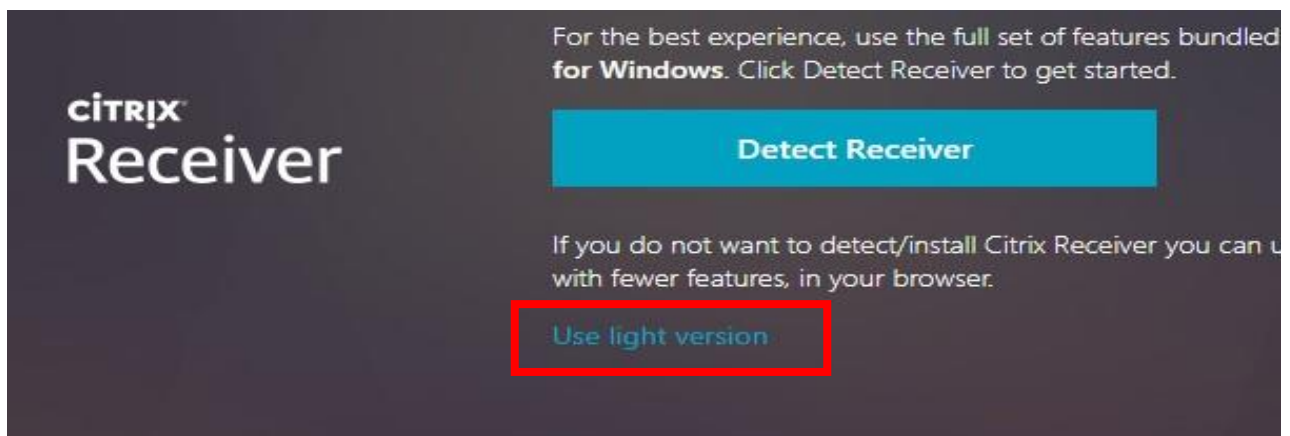 For the best experience, use the full set of features bundled
for Windows. Click Detect Receiver to get started.
CİTRIX
Receiver
Detect Receiver
If you do not want to detect/install Citrix Receiver you can u
with fewer features, in your browser.
Use light version